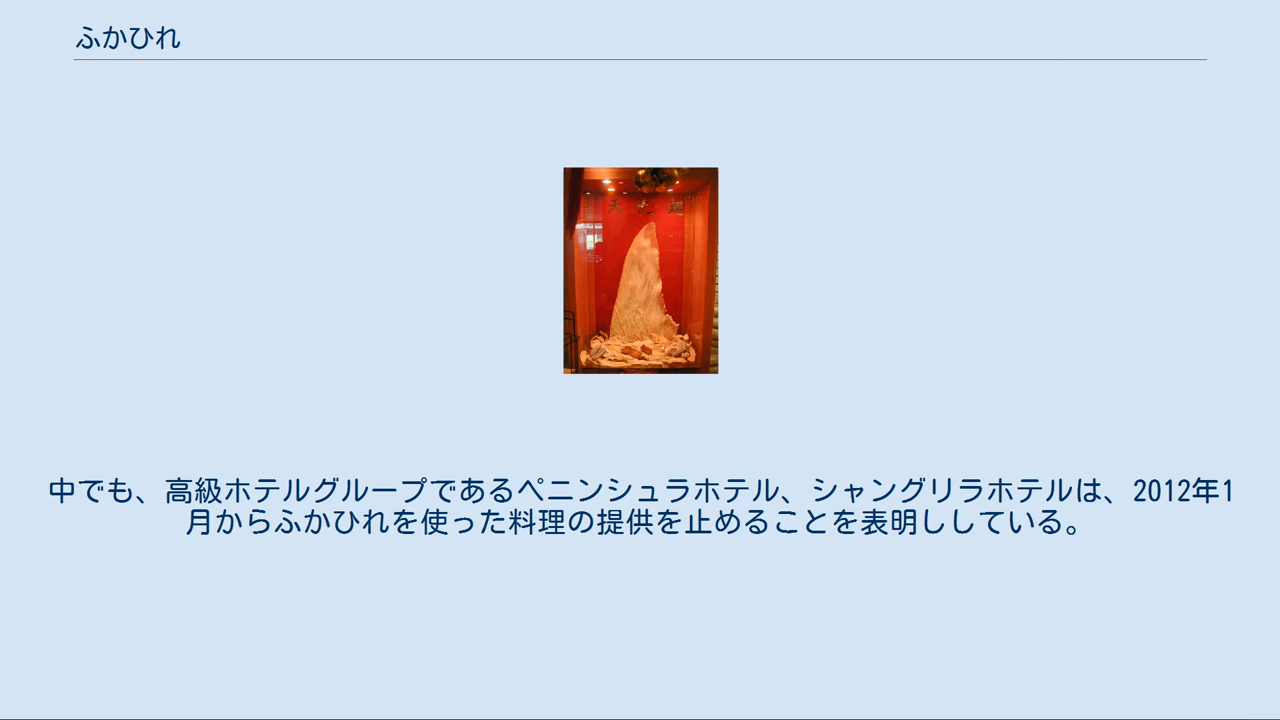 ふかひれ
中でも、高級ホテルグループであるペニンシュラホテル、シャングリラホテルは、2012年1
月からふかひれを使った料理の提供を止めることを表明ししている。